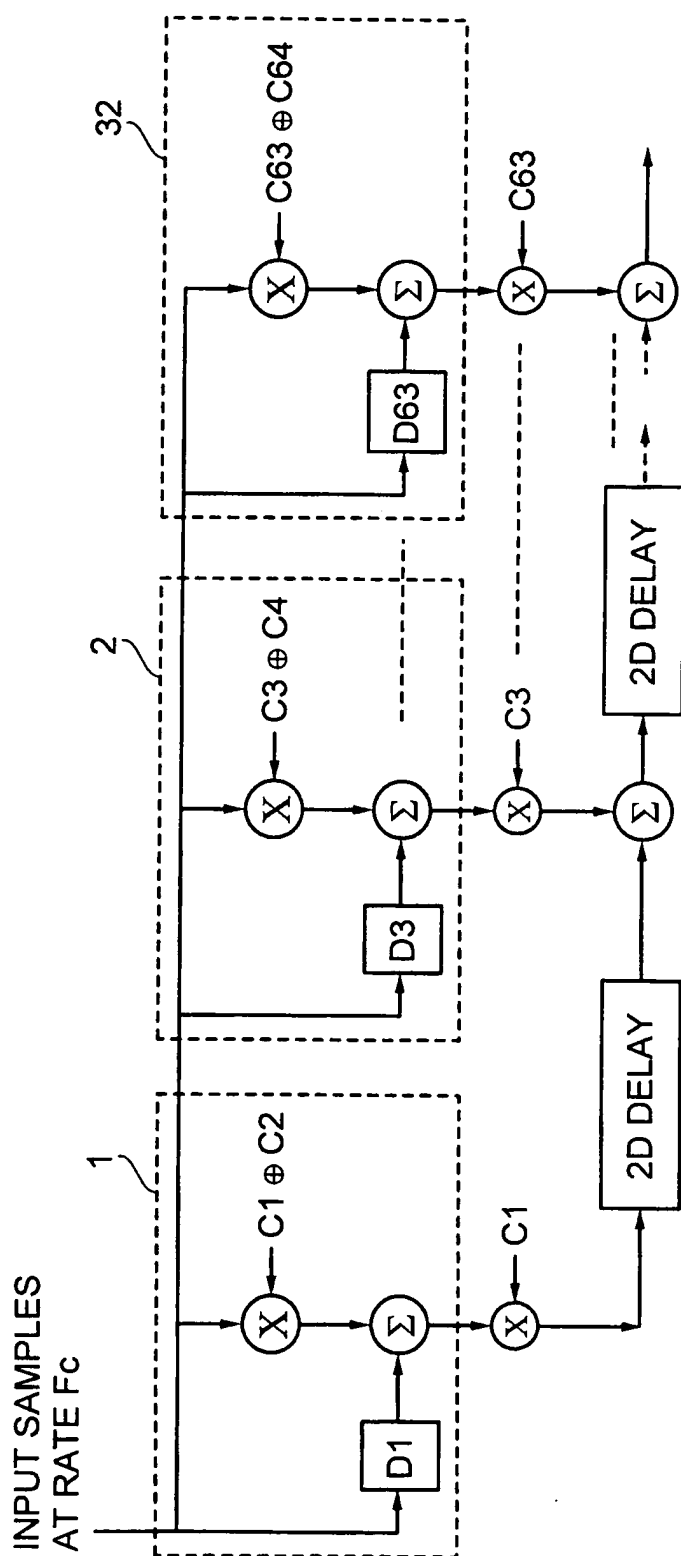 INPUT SAMPLES
AT RATE Fc
1
2
32
X
C1 ⊕ C2
X
C3 ⊕ C4
X
C63 ⊕ C64
D1
Σ
D3
Σ
D63
Σ
X
C1
X
C3
X
C63
2D DELAY
Σ
2D DELAY
Σ